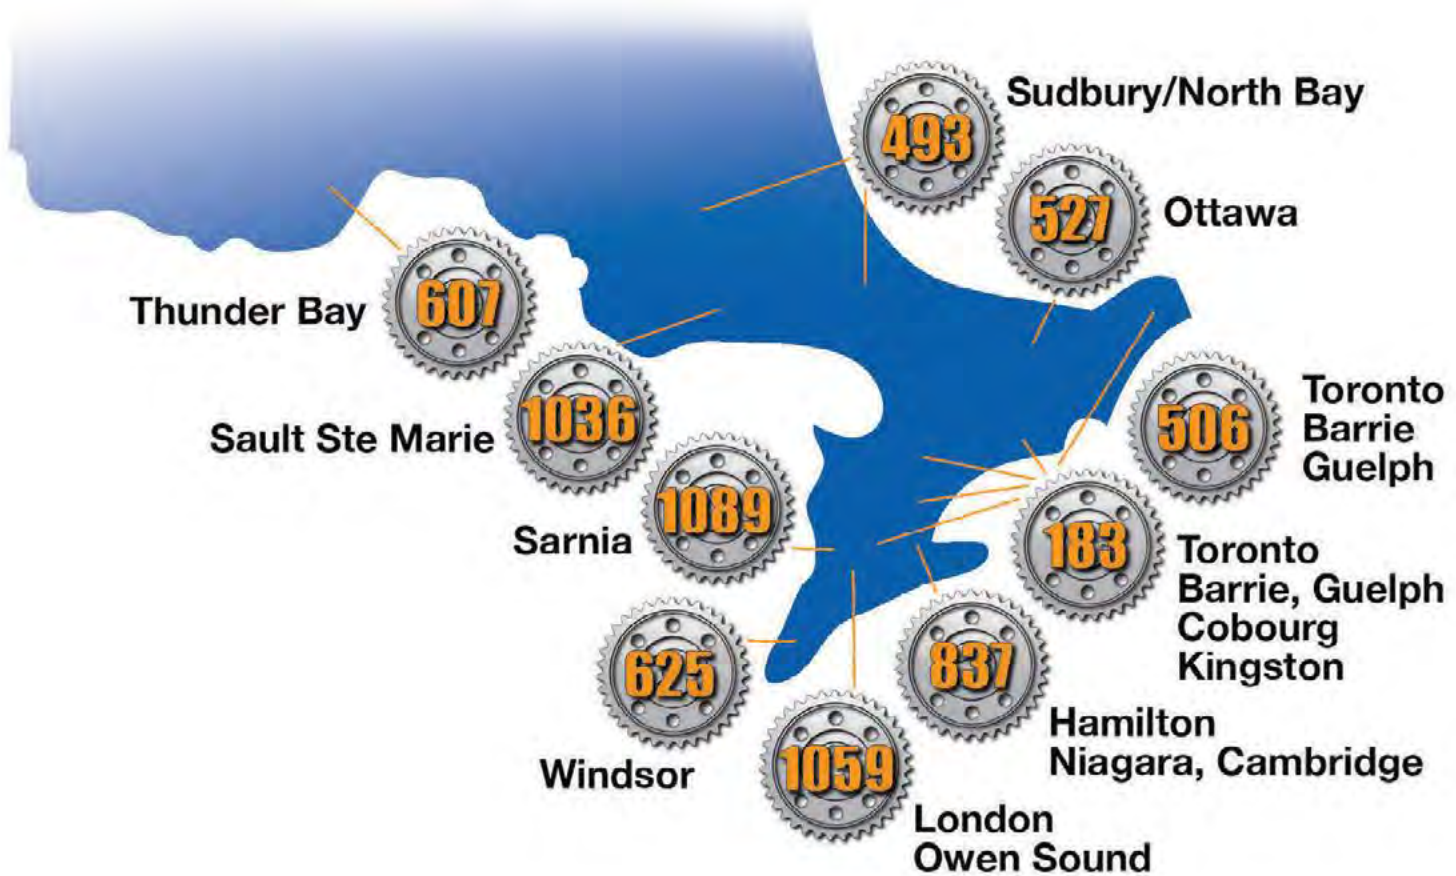 493
Sudbury/North Bay
527
Ottawa
607
Thunder Bay
1036
Sault Ste Marie
506
Toronto
Barrie
Guelph
1089
Sarnia
183
Toronto
Barrie, Guelph
Cobourg
Kingston
625
Windsor
837
Hamilton
Niagara, Cambridge
1059
London
Owen Sound